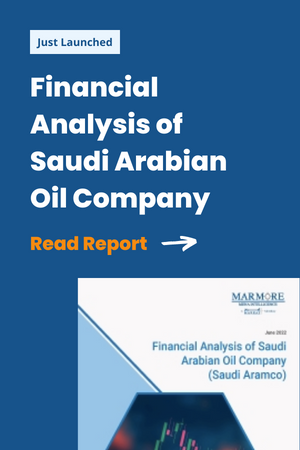 Just Launched
Financial
Analysis of
Saudi Arabian
Oil Company
Read Report
MARMORE
June 2022
Financial Analysis of Saudi
Arabian Oil Company
(Saudi Aramco)